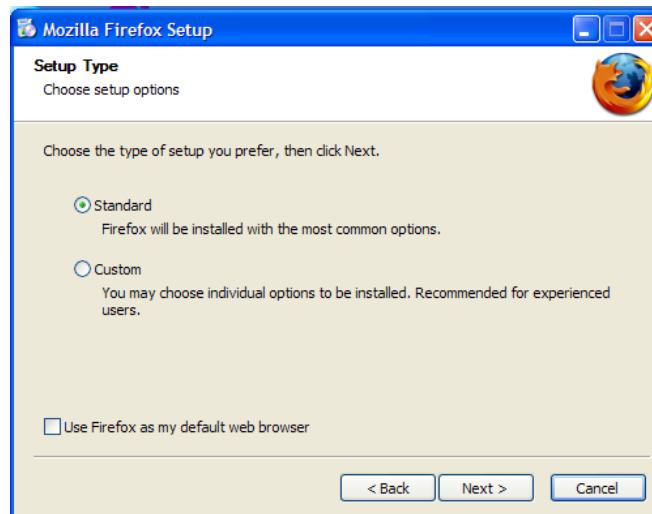 Mozilla Firefox Setup
Setup Type
Choose setup options
Choose the type of setup you prefer, then click Next.
Standard
Firefox will be installed with the most common options.
Custom
You may choose individual options to be installed. Recommended for experienced
users.
Use Firefox as my default web browser
< Back Next > Cancel